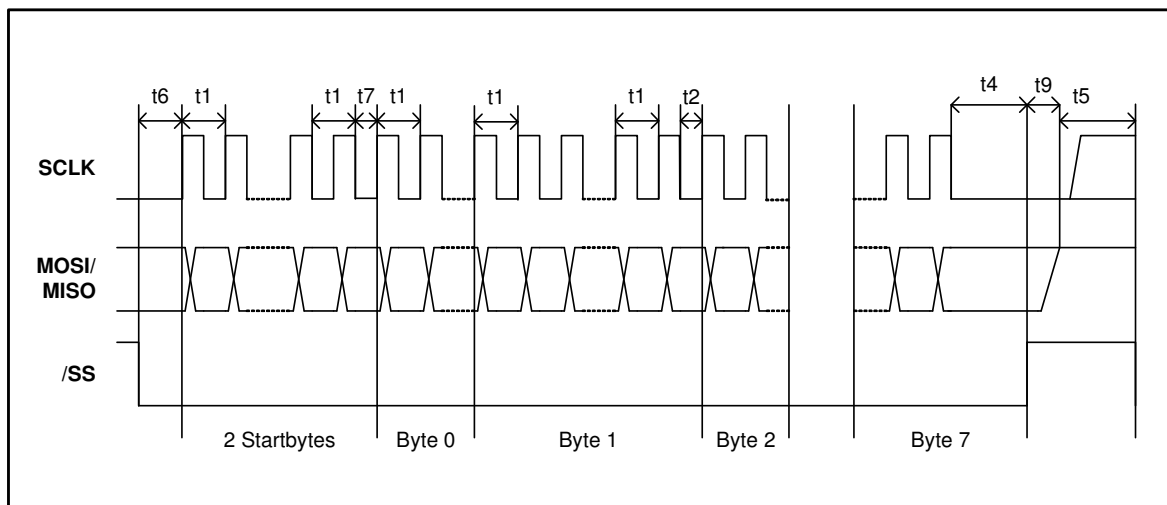 t6 t1 t1 t7 t1 t1 t1 t2 t4 t9 t5
SCLK
MOSI/
MISO
/SS
2 Startbytes Byte 0 Byte 1 Byte 2 Byte 7